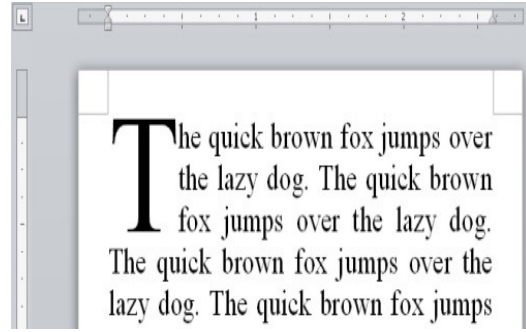 1 2
The quick brown fox jumps over
the lazy dog. The quick brown
fox jumps over the lazy dog.
The quick brown fox jumps over the
lazy dog. The quick brown fox jumps